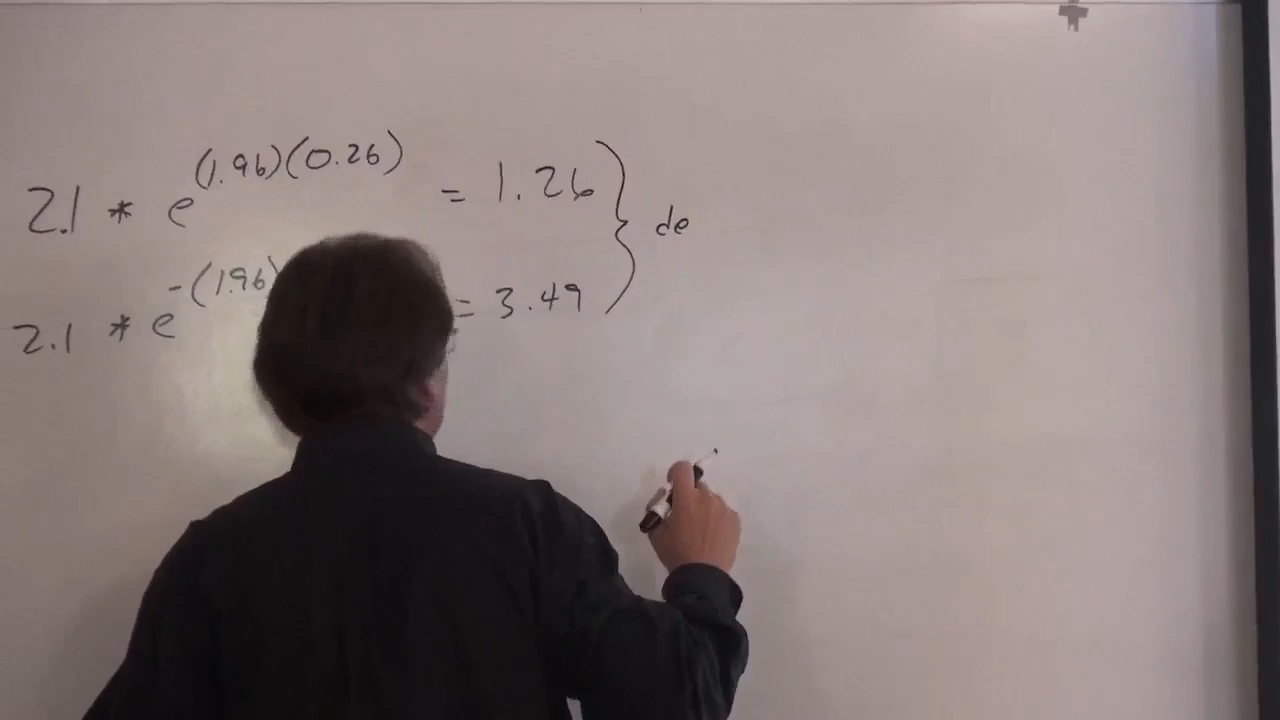 2.1 * e^(1.96)(0.26) = 1.26 } de
2.1 * e^-(1.96) = 3.49